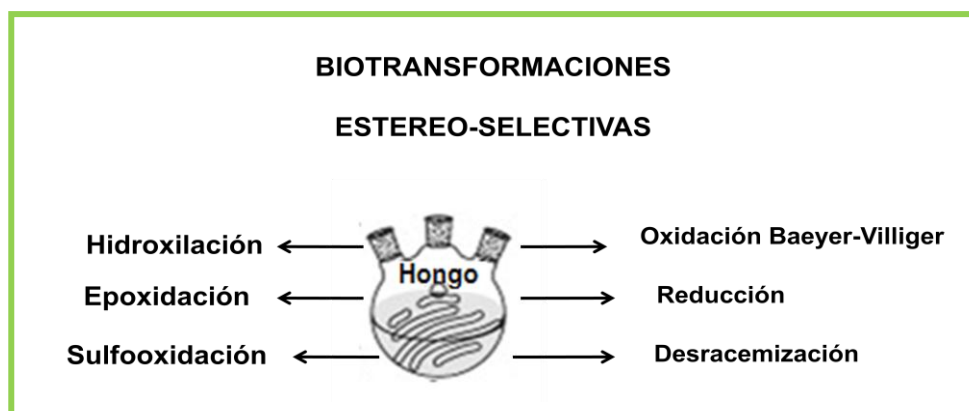 BIOTRANSFORMACIONES
ESTEREO-SELECTIVAS
Hidroxilación
Epoxidación
Sulfooxidación
Hongo
Oxidación Baeyer-Villiger
Reducción
Desracemización